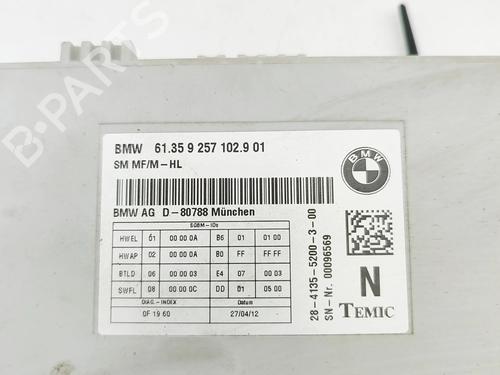 BMW 61.35 9 257 102.9 01
SM MF/M-HL
BMW AG D-80788 München
SGBM-IDs
HWEL 01 00 00 0A B6 01 01 00
HWAP 02 00 00 0A B0 FF FF FF
BTLD 06 00 00 03 E4 07 00 03
SWFL 08 00 00 0C DD 01 05 00
DIAG.-INDEX Datum
0F 19 60 27/04/12
BMW
28-4135-5200-3-00
SN-Nr. 00096569
N
TEMIC
B-PARTS